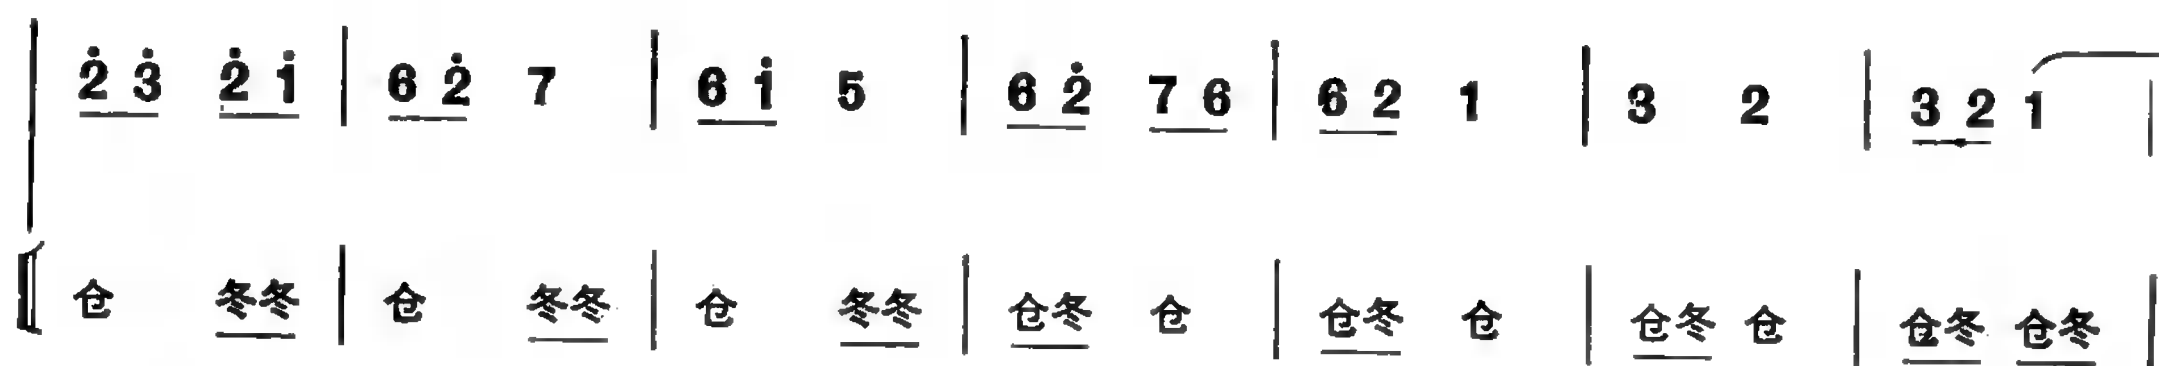 2̇ 3̇ 2̇ 1̇ | 6 2̇ 7 | 6 1̇ 5 | 6 2̇ 7 6 | 6 2 1 | 3 2 | 3 2 1 |
仓 冬冬 | 仓 冬冬 | 仓 冬冬 | 仓冬 仓 | 仓冬 仓 | 仓冬 仓 | 仓冬 仓冬 |